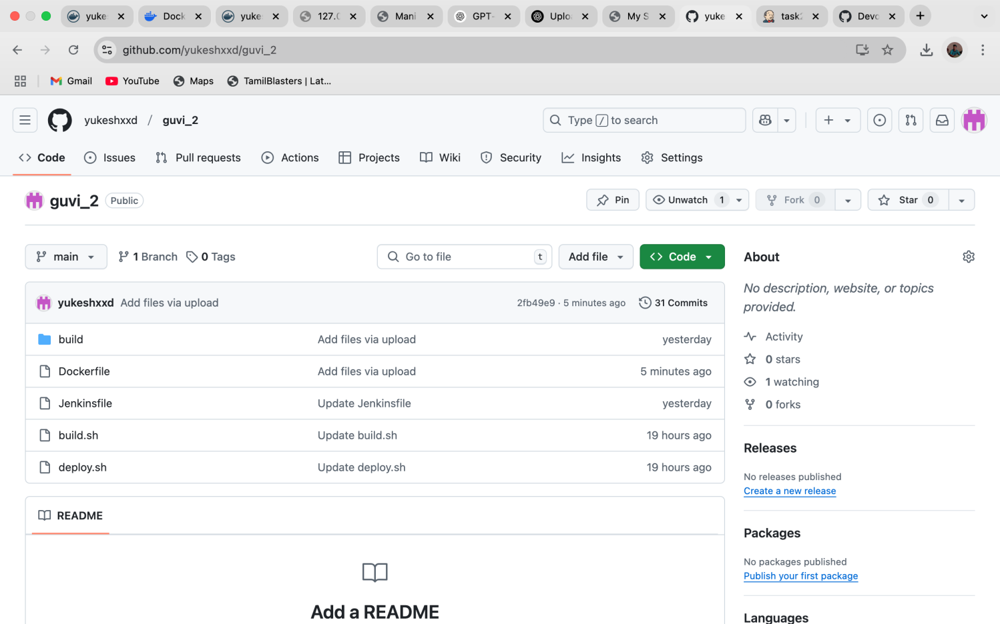 yuke
Dock
yuke
127.0
Mani
GPT-
Uplo
My S
yuke
task2
Devo
github.com/yukeshxxd/guvi_2
Gmail
YouTube
Maps
TamilBlasters | Lat...
yukeshxxd / guvi_2
Type / to search
Code
Issues
Pull requests
Actions
Projects
Wiki
Security
Insights
Settings
guvi_2 Public
Pin
Unwatch 1
Fork 0
Star 0
main
1 Branch
0 Tags
Go to file t
Add file
Code
yukeshxxd Add files via upload 2fb49e9 · 5 minutes ago 31 Commits
build Add files via upload yesterday
Dockerfile Add files via upload 5 minutes ago
Jenkinsfile Update Jenkinsfile yesterday
build.sh Update build.sh 19 hours ago
deploy.sh Update deploy.sh 19 hours ago
README
Add a README
About
No description, website, or topics
provided.
Activity
0 stars
1 watching
0 forks
Releases
No releases published
Create a new release
Packages
No packages published
Publish your first package
Languages